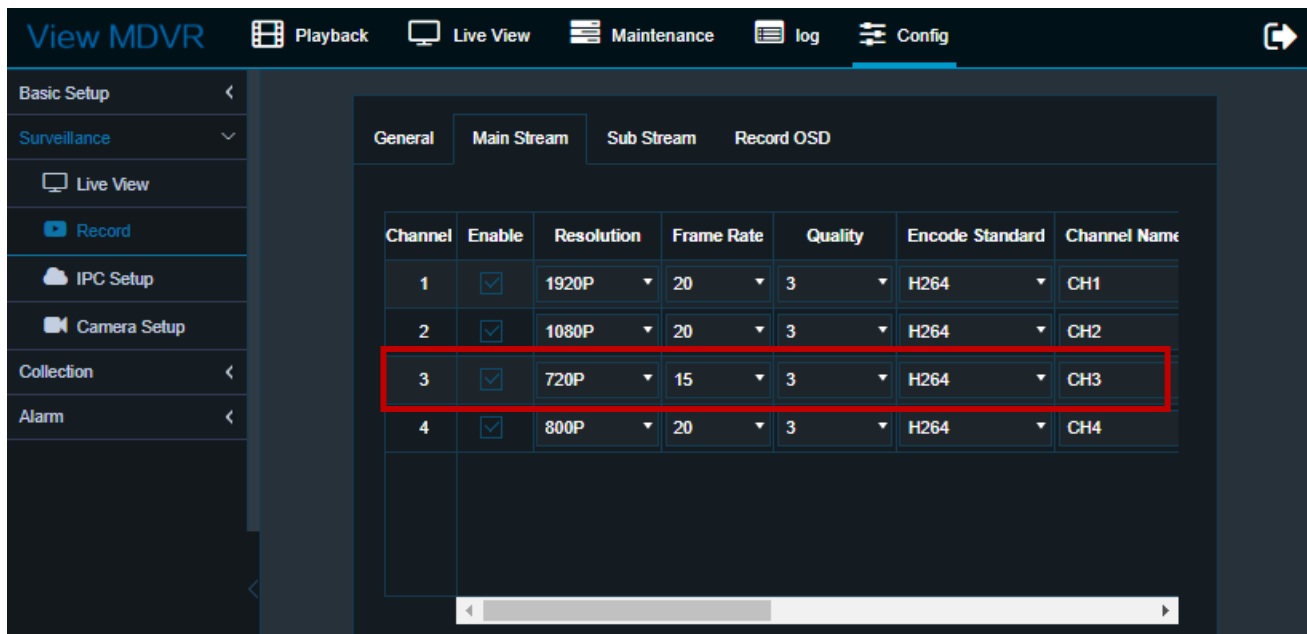 View MDVR Playback Live View Maintenance log Config
Basic Setup
Surveillance
Live View
Record
IPC Setup
Camera Setup
Collection
Alarm
General Main Stream Sub Stream Record OSD
Channel Enable Resolution Frame Rate Quality Encode Standard Channel Name
1 1920P 20 3 H264 CH1
2 1080P 20 3 H264 CH2
3 720P 15 3 H264 CH3
4 800P 20 3 H264 CH4